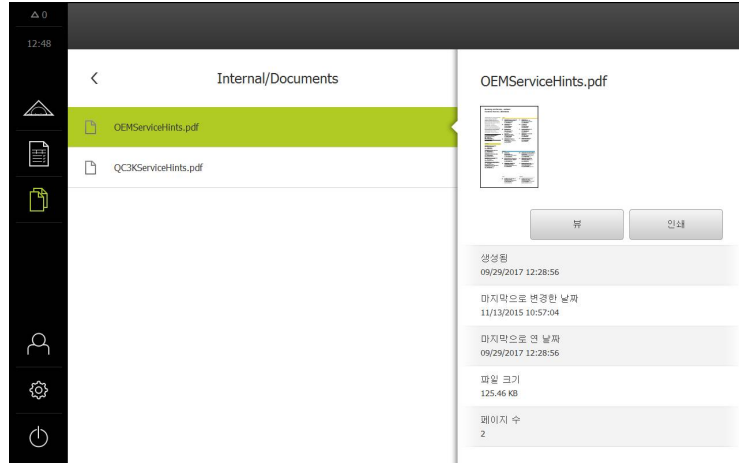 0
12:48
Internal/Documents
OEMServiceHints.pdf
QC3KServiceHints.pdf
OEMServiceHints.pdf
뷰
인쇄
생성됨
09/29/2017 12:28:56
마지막으로 변경한 날짜
11/13/2015 10:57:04
마지막으로 연 날짜
09/29/2017 12:28:56
파일 크기
125.46 KB
페이지 수
2